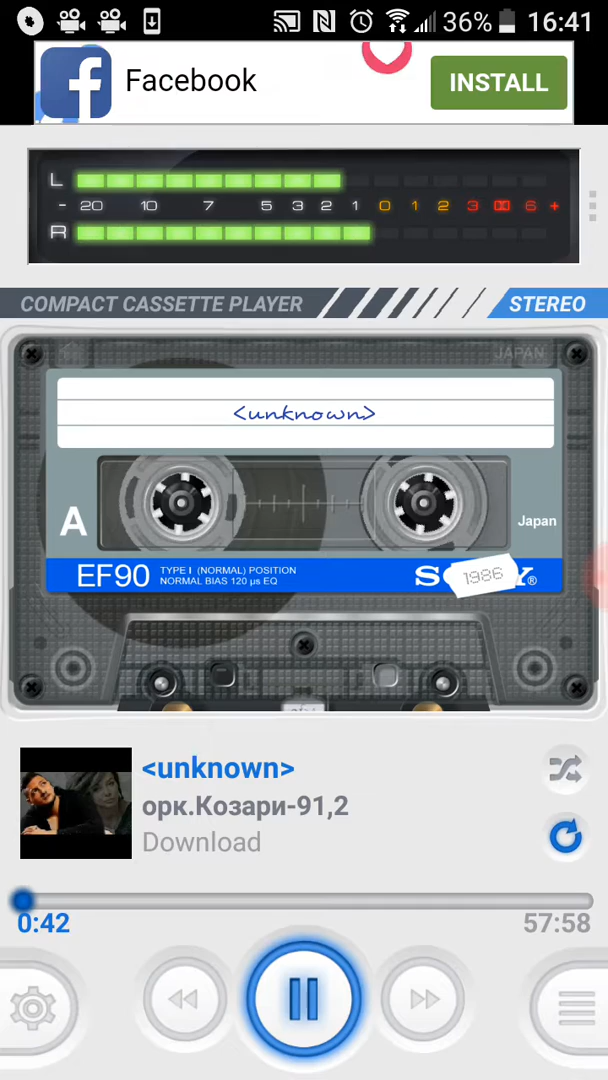 36% 16:41
Facebook
INSTALL
L
- 20 10 7 5 3 2 1 0 1 2 3 6 +
R
COMPACT CASSETTE PLAYER STEREO
JAPAN
<unknown>
A
Japan
EF90 TYPE I (NORMAL) POSITION
NORMAL BIAS 120 µs EQ
1986
<unknown>
орк.Козари-91,2
Download
0:42 57:58